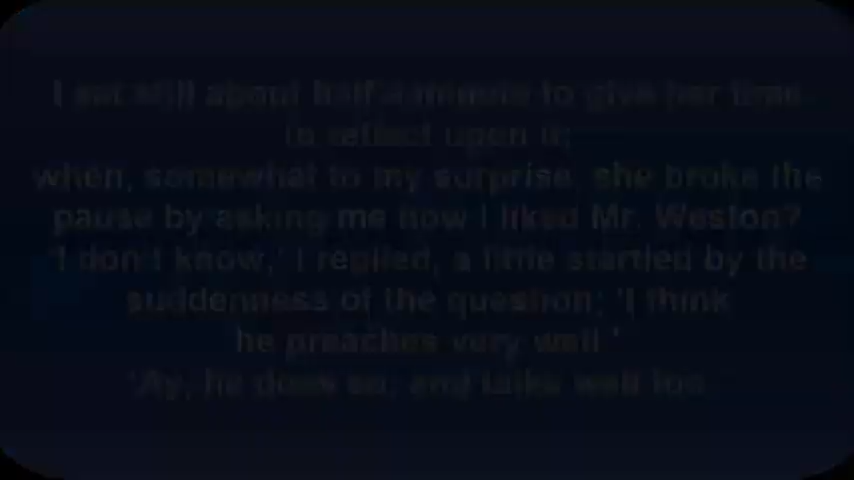 I sat still about half-a-minute to give her time
to reflect upon it;
when, somewhat to my surprise, she broke the
pause by asking me how I liked Mr. Weston?
'I don't know,' I replied, a little startled by the
suddenness of the question; 'I think
he preaches very well.'
'Ay, he does so; and talks well too.